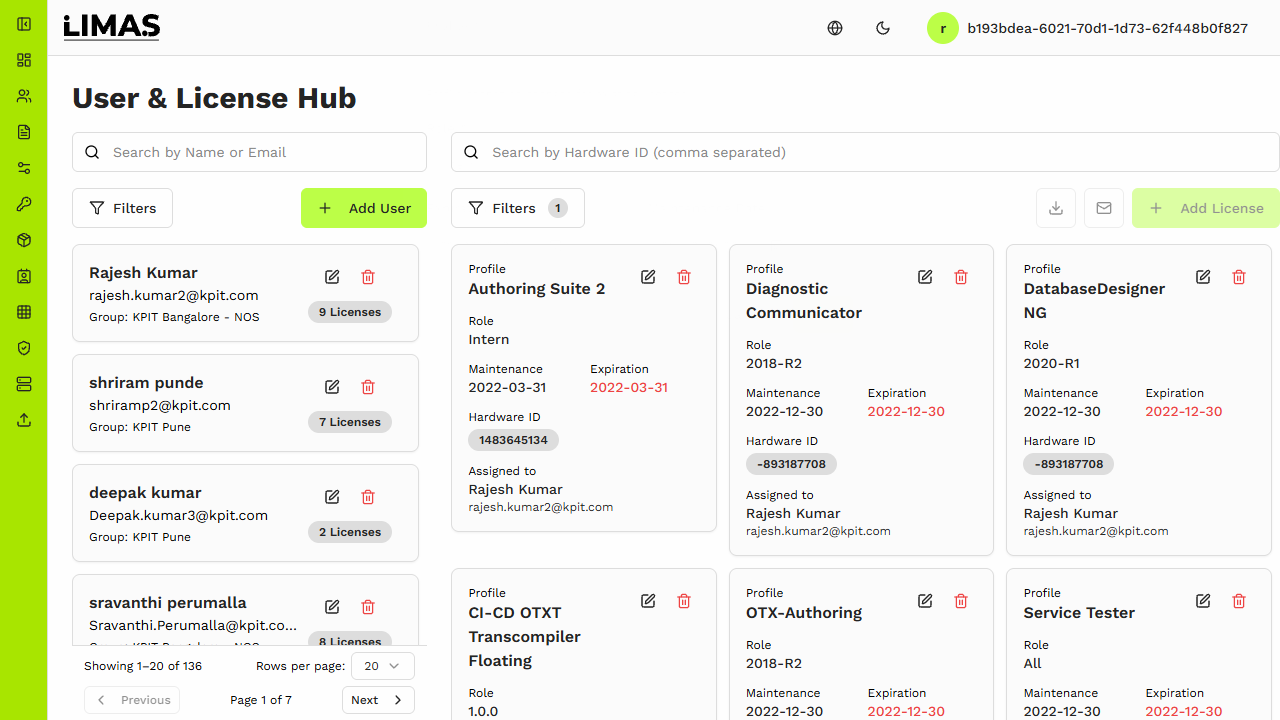 LIMAS
r
b193bdea-6021-70d1-1d73-62f448b0f827
User & License Hub
Search by Name or Email
Filters
Add User
Rajesh Kumar
rajesh.kumar2@kpit.com
Group: KPIT Bangalore - NOS
9 Licenses
shriram punde
shriramp2@kpit.com
Group: KPIT Pune
7 Licenses
deepak kumar
Deepak.kumar3@kpit.com
Group: KPIT Pune
2 Licenses
sravanthi perumalla
Sravanthi.Perumalla@kpit.co...
8 Licenses
Showing 1–20 of 136
Rows per page:
20
Previous
Page 1 of 7
Next
Search by Hardware ID (comma separated)
Filters
1
Add License
Profile
Authoring Suite 2
Role
Intern
Maintenance
2022-03-31
Expiration
2022-03-31
Hardware ID
1483645134
Assigned to
Rajesh Kumar
rajesh.kumar2@kpit.com
Profile
Diagnostic
Communicator
Role
2018-R2
Maintenance
2022-12-30
Expiration
2022-12-30
Hardware ID
-893187708
Assigned to
Rajesh Kumar
rajesh.kumar2@kpit.com
Profile
DatabaseDesigner
NG
Role
2020-R1
Maintenance
2022-12-30
Expiration
2022-12-30
Hardware ID
-893187708
Assigned to
Rajesh Kumar
rajesh.kumar2@kpit.com
Profile
CI-CD OTXT
Transcompiler
Floating
Role
1.0.0
Profile
OTX-Authoring
Role
2018-R2
Maintenance
2022-12-30
Expiration
2022-12-30
Profile
Service Tester
Role
All
Maintenance
2022-12-30
Expiration
2022-12-30